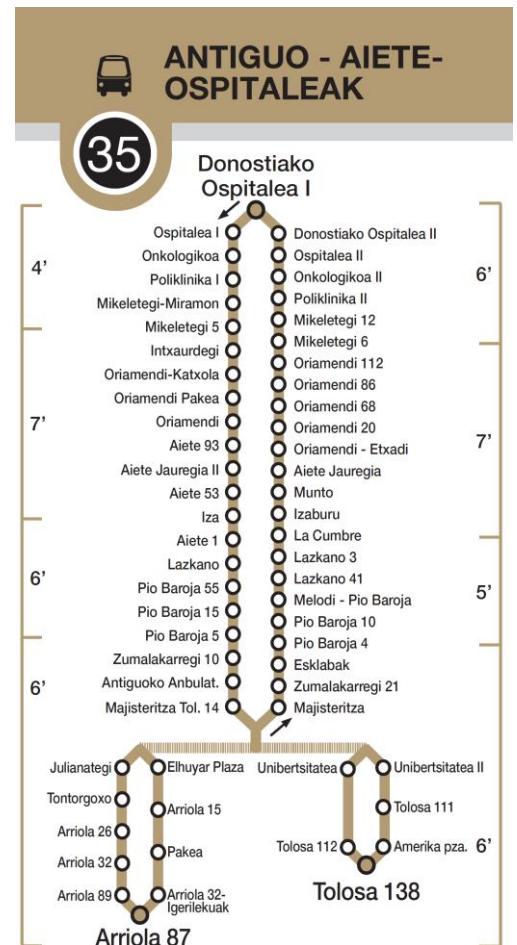 ANTIGUO - AIETE-
OSPITALEAK
35
Donostiako
Ospitalea I
Ospitalea I
Onkologikoa
Poliklinika I
Mikeletegi-Miramon
Mikeletegi 5
Intxaurdegi
Oriamendi-Katxola
Oriamendi Pakea
Oriamendi
Aiete 93
Aiete Jauregia II
Aiete 53
Iza
Aiete 1
Lazkano
Pio Baroja 55
Pio Baroja 15
Pio Baroja 5
Zumalakarregi 10
Antiguoko Anbulat.
Majisteritza Tol. 14
4'
7'
6'
6'
Donostiako Ospitalea II
Ospitalea II
Onkologikoa II
Poliklinika II
Mikeletegi 12
Mikeletegi 6
Oriamendi 112
Oriamendi 86
Oriamendi 68
Oriamendi 20
Oriamendi - Etxadi
Aiete Jauregia
Munto
Izaburu
La Cumbre
Lazkano 3
Lazkano 41
Melodi - Pio Baroja
Pio Baroja 10
Pio Baroja 4
Esklabak
Zumalakarregi 21
Majisteritza
6'
7'
5'
Julianategi
Tontorgoxo
Arriola 26
Arriola 32
Arriola 89
Elhuyar Plaza
Arriola 15
Pakea
Arriola 32-
Igerilekuak
Arriola 87
Unibertsitatea
Tolosa 112
Unibertsitatea II
Tolosa 111
Amerika pza.
6'
Tolosa 138